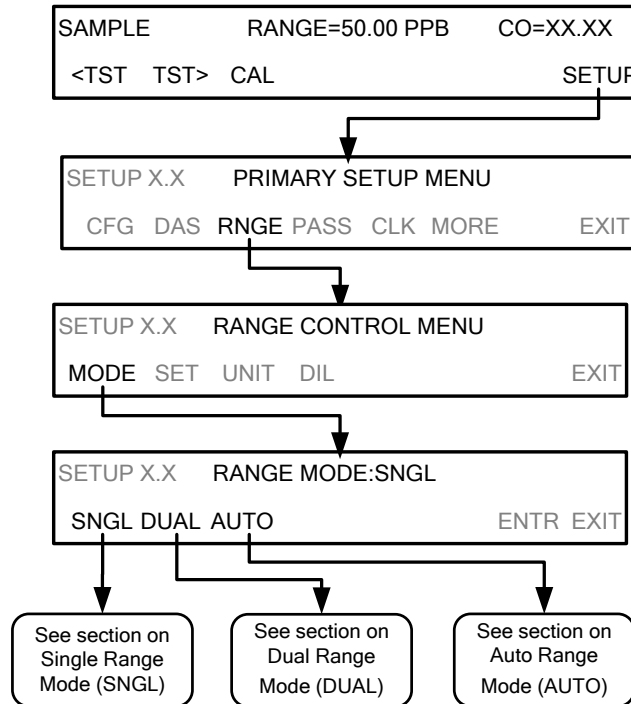 SAMPLE RANGE=50.00 PPB CO=XX.XX
<TST TST> CAL SETUP
SETUP X.X PRIMARY SETUP MENU
CFG DAS RNGE PASS CLK MORE EXIT
SETUP X.X RANGE CONTROL MENU
MODE SET UNIT DIL EXIT
SETUP X.X RANGE MODE:SNGL
SNGL DUAL AUTO ENTR EXIT
See section on
Single Range
Mode (SNGL)
See section on
Dual Range
Mode (DUAL)
See section on
Auto Range
Mode (AUTO)